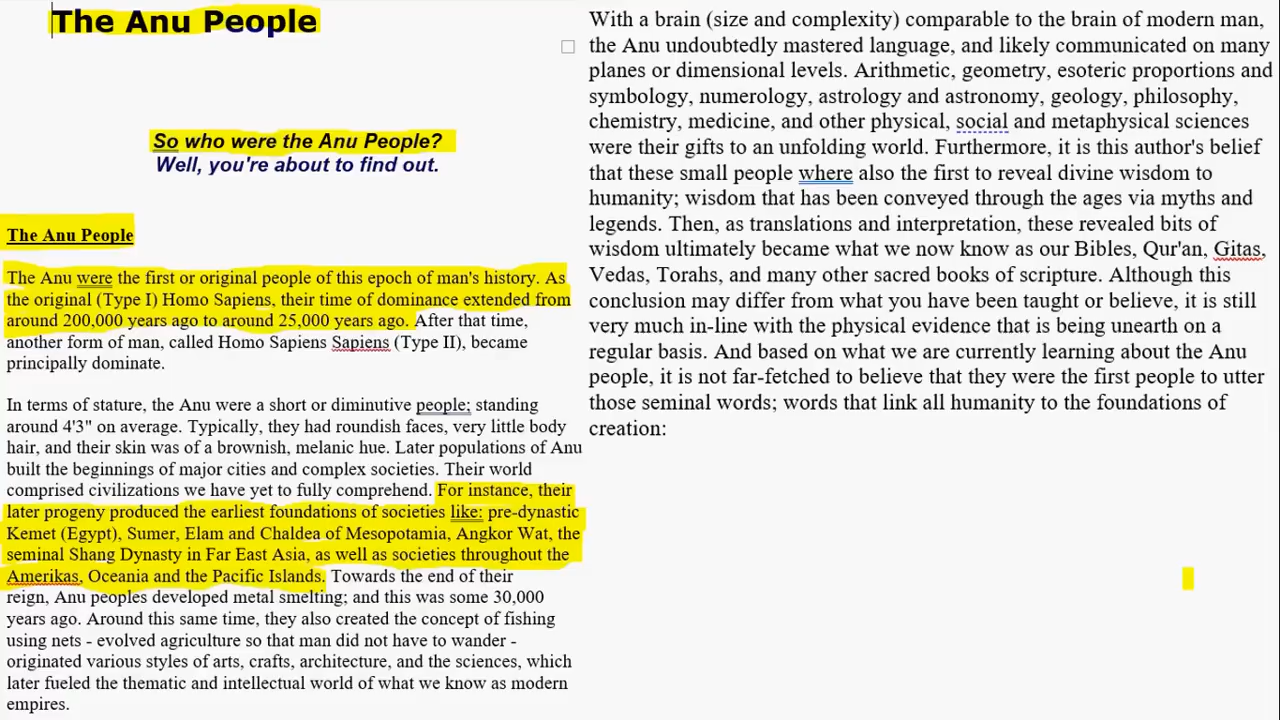 The Anu People
So who were the Anu People?
Well, you're about to find out.
The Anu People
The Anu were the first or original people of this epoch of man's history. As
the original (Type I) Homo Sapiens, their time of dominance extended from
around 200,000 years ago to around 25,000 years ago. After that time,
another form of man, called Homo Sapiens Sapiens (Type II), became
principally dominate.
In terms of stature, the Anu were a short or diminutive people; standing
around 4'3" on average. Typically, they had roundish faces, very little body
hair, and their skin was of a brownish, melanic hue. Later populations of Anu
built the beginnings of major cities and complex societies. Their world
comprised civilizations we have yet to fully comprehend. For instance, their
later progeny produced the earliest foundations of societies like: pre-dynastic
Kemet (Egypt), Sumer, Elam and Chaldea of Mesopotamia, Angkor Wat, the
seminal Shang Dynasty in Far East Asia, as well as societies throughout the
Amerikas, Oceania and the Pacific Islands. Towards the end of their
reign, Anu peoples developed metal smelting; and this was some 30,000
years ago. Around this same time, they also created the concept of fishing
using nets - evolved agriculture so that man did not have to wander -
originated various styles of arts, crafts, architecture, and the sciences, which
later fueled the thematic and intellectual world of what we know as modern
empires.
With a brain (size and complexity) comparable to the brain of modern man,
the Anu undoubtedly mastered language, and likely communicated on many
planes or dimensional levels. Arithmetic, geometry, esoteric proportions and
symbology, numerology, astrology and astronomy, geology, philosophy,
chemistry, medicine, and other physical, social and metaphysical sciences
were their gifts to an unfolding world. Furthermore, it is this author's belief
that these small people where also the first to reveal divine wisdom to
humanity; wisdom that has been conveyed through the ages via myths and
legends. Then, as translations and interpretation, these revealed bits of
wisdom ultimately became what we now know as our Bibles, Qur'an, Gitas,
Vedas, Torahs, and many other sacred books of scripture. Although this
conclusion may differ from what you have been taught or believe, it is still
very much in-line with the physical evidence that is being unearth on a
regular basis. And based on what we are currently learning about the Anu
people, it is not far-fetched to believe that they were the first people to utter
those seminal words; words that link all humanity to the foundations of
creation: